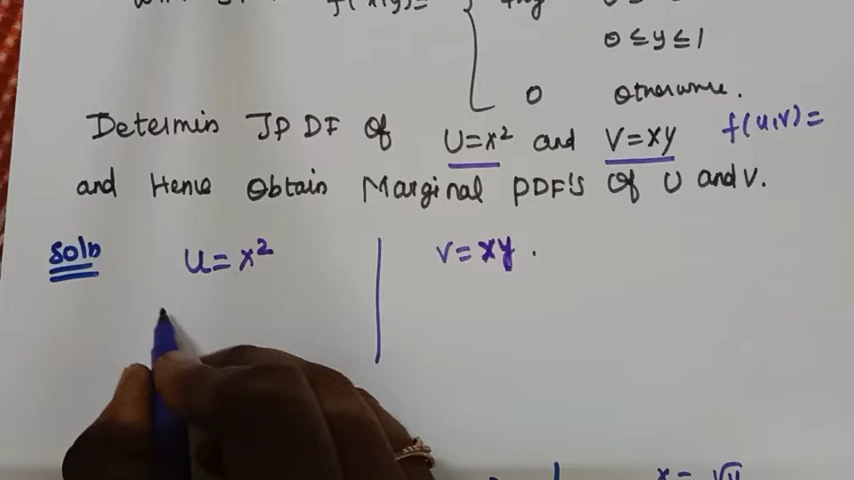 f(x,y)=
0 ≤ y ≤ 1
0 otherwise.
Determin JPDF of U=x² and V=xy f(u,v)=
and Hence obtain Marginal PDF's of U and V.
Soln u=x² v=xy.
x=√u